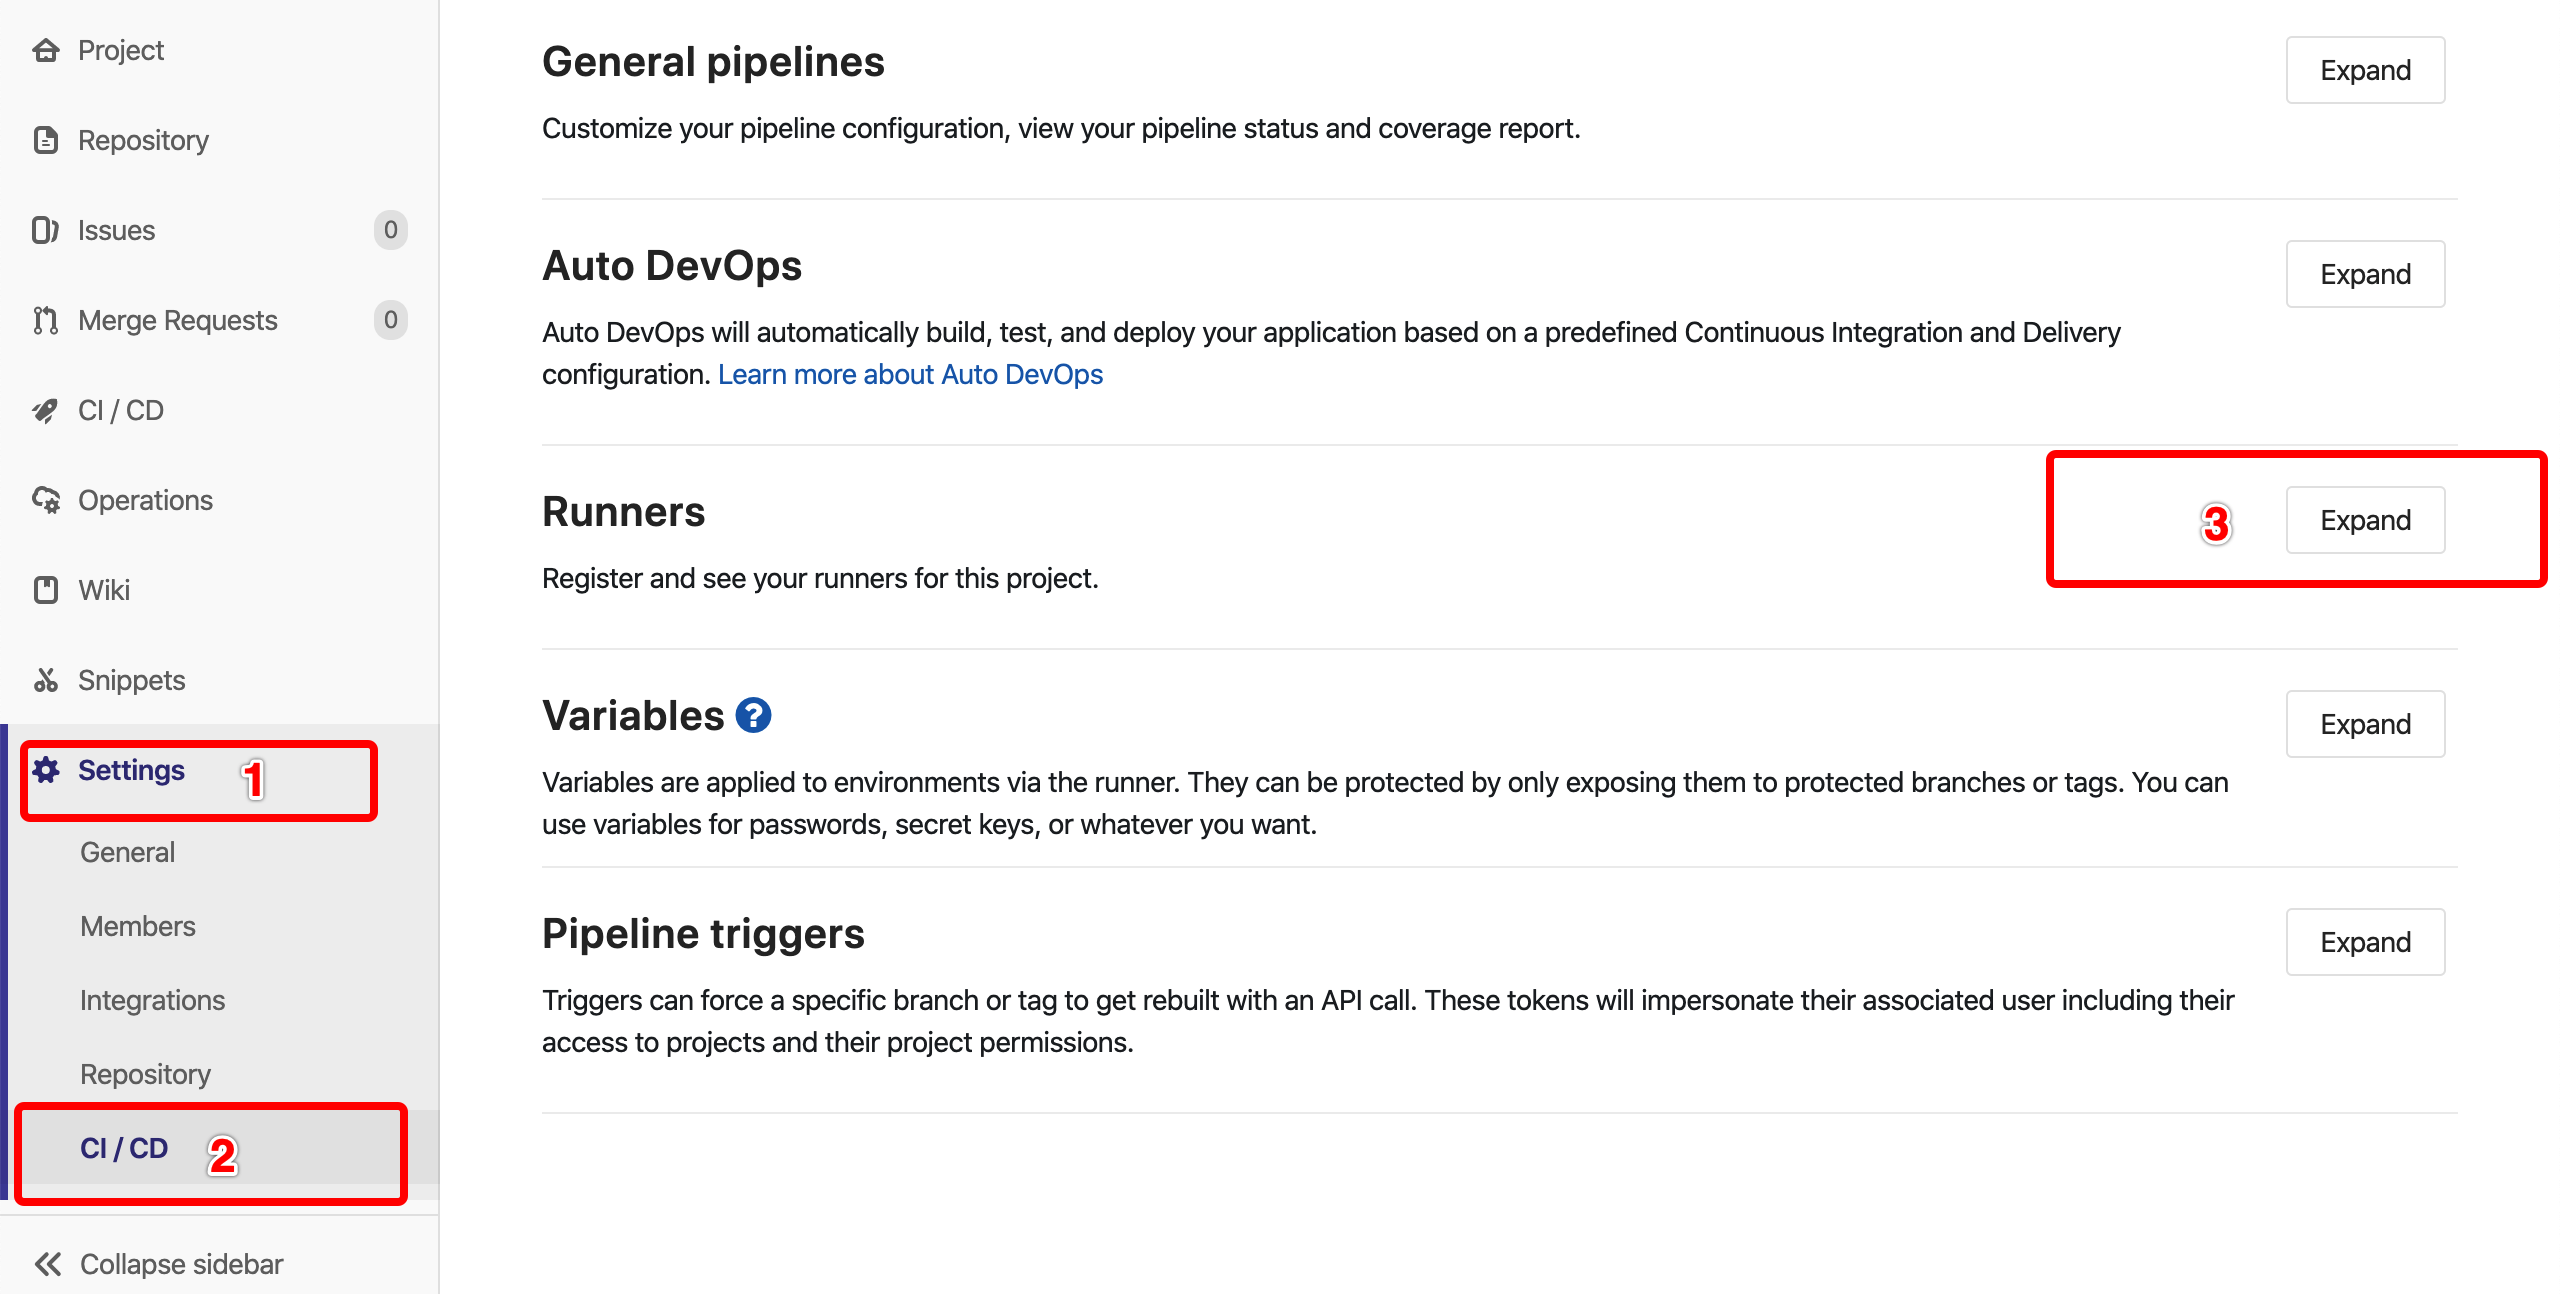 Project
Repository
Issues 0
Merge Requests 0
CI / CD
Operations
Wiki
Snippets
Settings 1
General
Members
Integrations
Repository
CI / CD 2
Collapse sidebar
General pipelines
Expand
Customize your pipeline configuration, view your pipeline status and coverage report.
Auto DevOps
Expand
Auto DevOps will automatically build, test, and deploy your application based on a predefined Continuous Integration and Delivery
configuration. Learn more about Auto DevOps
Runners
3 Expand
Register and see your runners for this project.
Variables ?
Expand
Variables are applied to environments via the runner. They can be protected by only exposing them to protected branches or tags. You can
use variables for passwords, secret keys, or whatever you want.
Pipeline triggers
Expand
Triggers can force a specific branch or tag to get rebuilt with an API call. These tokens will impersonate their associated user including their
access to projects and their project permissions.